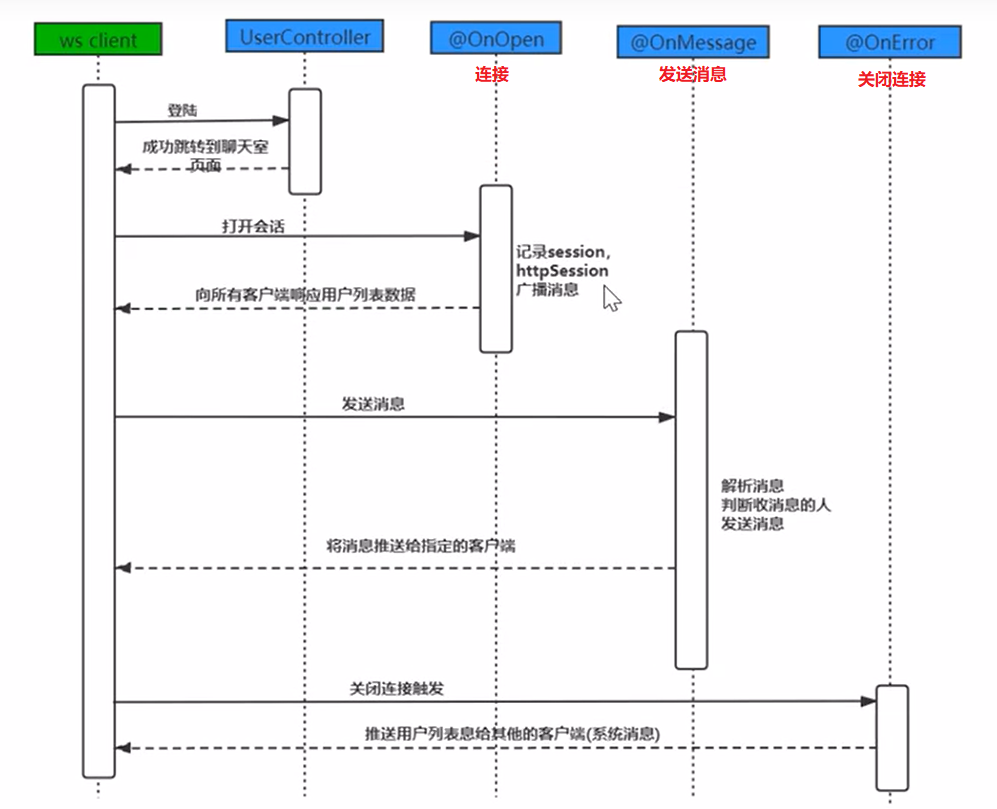 ws client
UserController
@OnOpen
@OnMessage
@OnError
连接
发送消息
关闭连接
登陆
成功跳转到聊天室
页面
打开会话
记录session,
httpSession
广播消息
向所有客户端响应用户列表数据
发送消息
解析消息
判断收消息的人
发送消息
将消息推送给指定的客户端
关闭连接触发
推送用户列表息给其他的客户端(系统消息)